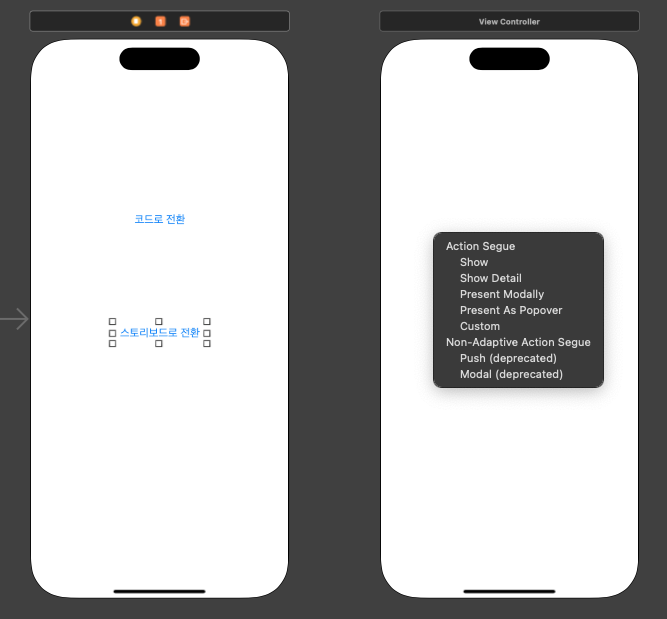 1
View Controller
코드로 전환
스토리보드로 전환
Action Segue
Show
Show Detail
Present Modally
Present As Popover
Custom
Non-Adaptive Action Segue
Push (deprecated)
Modal (deprecated)